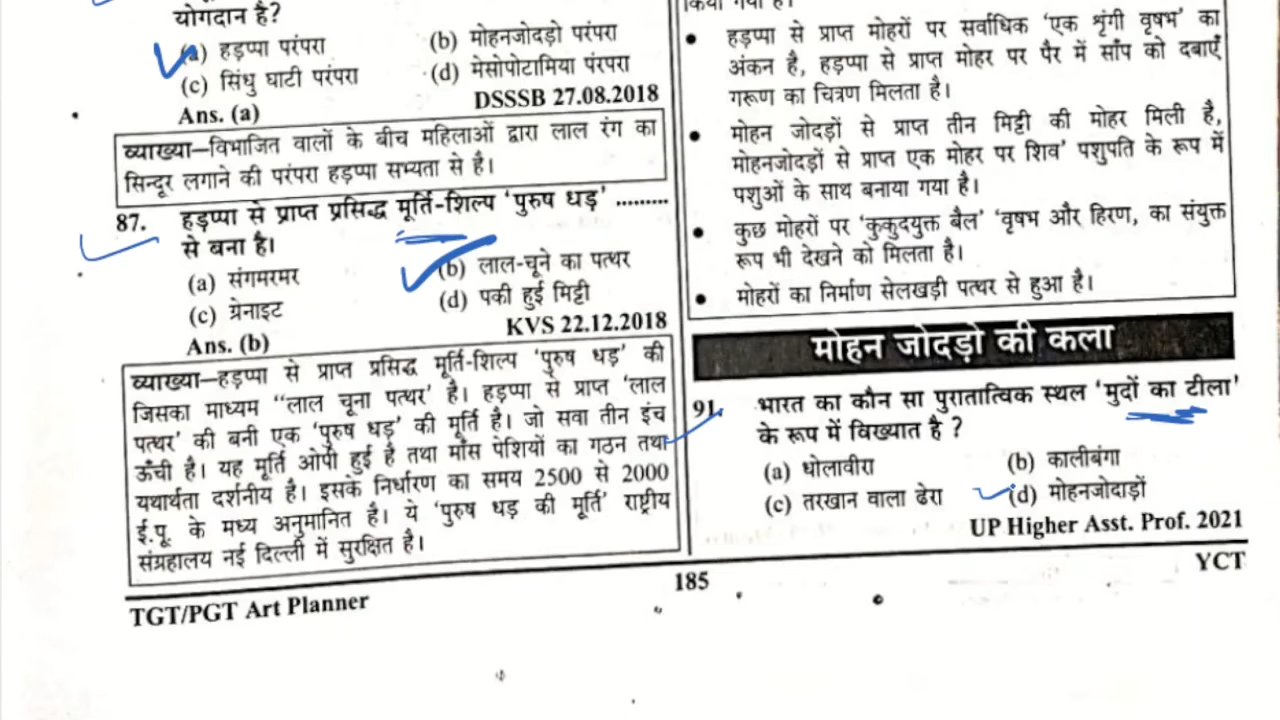 योगदान है?
(a) हड़प्पा परंपरा
(b) मोहनजोदड़ो परंपरा
(c) सिंधु घाटी परंपरा
(d) मेसोपोटामिया पंरपरा
DSSSB 27.08.2018
Ans. (a)
व्याख्या–विभाजित वालों के बीच महिलाओं द्वारा लाल रंग का
सिन्दूर लगाने की परंपरा हड़प्पा सभ्यता से है।
87. हड़प्पा से प्राप्त प्रसिद्ध मूर्ति-शिल्प 'पुरुष धड़' .........
से बना है।
(a) संगमरमर
(b) लाल-चूने का पत्थर
(c) ग्रेनाइट
(d) पकी हुई मिट्टी
KVS 22.12.2018
Ans. (b)
व्याख्या–हड़प्पा से प्राप्त प्रसिद्ध मूर्ति-शिल्प 'पुरुष धड़' की
जिसका माध्यम "लाल चूना पत्थर' है। हड़प्पा से प्राप्त 'लाल
पत्थर' की बनी एक 'पुरुष धड़' की मूर्ति है। जो सवा तीन इंच
ऊँची है। यह मूर्ति ओपी हुई है तथा माँस पेशियों का गठन तथा
यथार्थता दर्शनीय है। इसके निर्धारण का समय 2500 से 2000
ई.पू. के मध्य अनुमानित है। ये 'पुरुष धड़ की मूर्ति' राष्ट्रीय
संग्रहालय नई दिल्ली में सुरक्षित है।
किया गया है।
• हड़प्पा से प्राप्त मोहरों पर सर्वाधिक 'एक शृंगी वृषभ' का
अंकन है, हड़प्पा से प्राप्त मोहर पर पैर में साँप को दबाएँ
गरूण का चित्रण मिलता है।
• मोहन जोदड़ों से प्राप्त तीन मिट्टी की मोहर मिली है,
मोहनजोदड़ों से प्राप्त एक मोहर पर शिव' पशुपति के रूप में
पशुओं के साथ बनाया गया है।
• कुछ मोहरों पर 'कुकुदयुक्त बैल' 'वृषभ और हिरण, का संयुक्त
रूप भी देखने को मिलता है।
• मोहरों का निर्माण सेलखड़ी पत्थर से हुआ है।
मोहन जोदड़ो की कला
91. भारत का कौन सा पुरातात्विक स्थल 'मुर्दो का टीला'
के रूप में विख्यात है ?
(a) धोलावीरा
(b) कालीबंगा
(c) तरखान वाला ढेरा
(d) मोहनजोदाड़ों
UP Higher Asst. Prof. 2021
TGT/PGT Art Planner
185
YCT